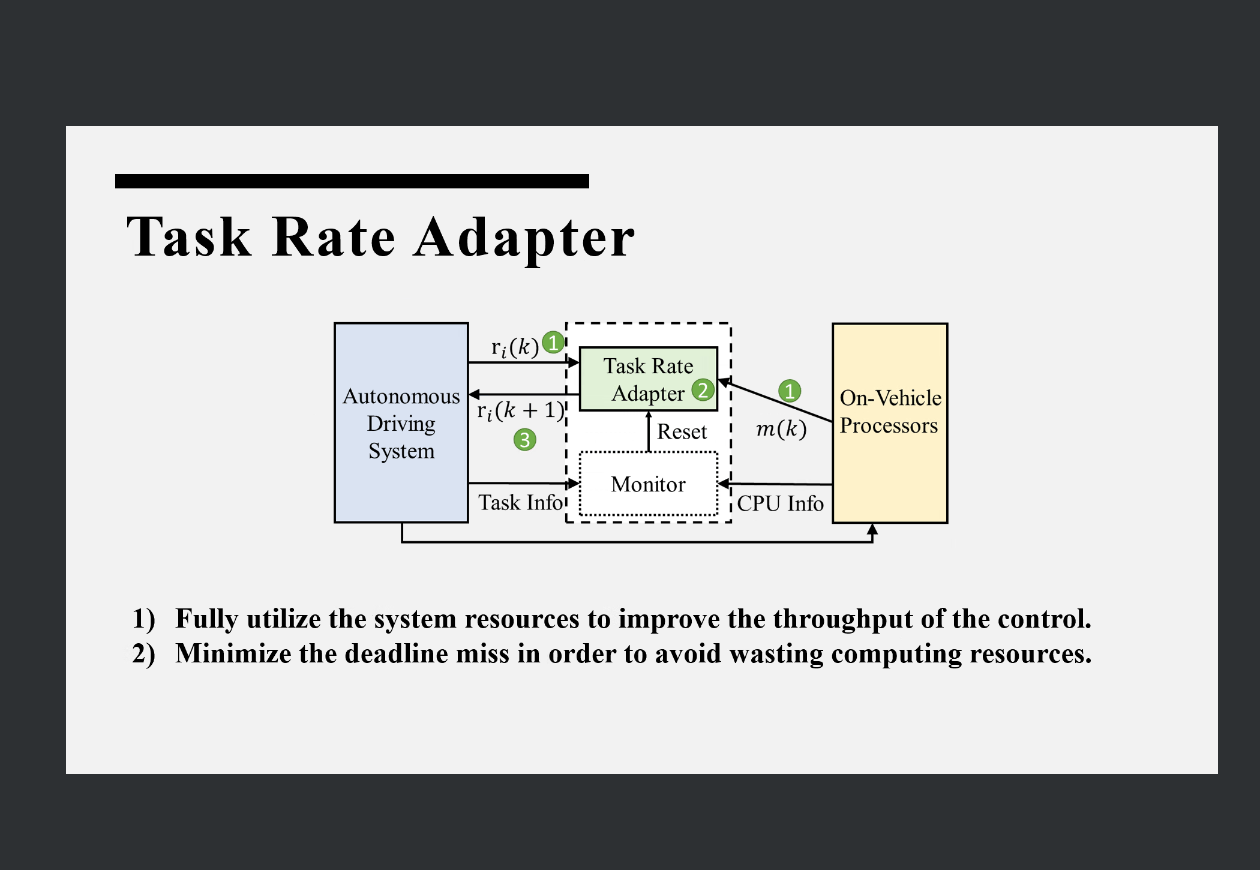 Task Rate Adapter
rᵢ(k) 1
Task Rate
Adapter 2
1
Autonomous
Driving
System
On-Vehicle
Processors
rᵢ(k + 1)
3
m(k)
Reset
Monitor
Task Info
CPU Info
1) Fully utilize the system resources to improve the throughput of the control.
2) Minimize the deadline miss in order to avoid wasting computing resources.